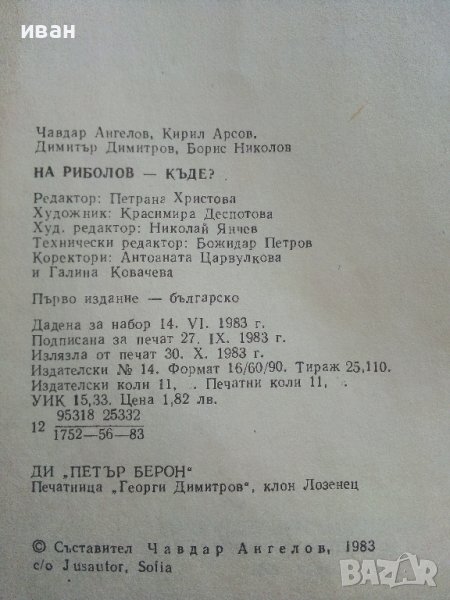 иван
Чавдар Ангелов, Кирил Арсов,
Димитър Димитров, Борис Николов
НА РИБОЛОВ — КЪДЕ?
Редактор: Петрана Христова
Художник: Красимира Деспотова
Худ. редактор: Николай Янчев
Технически редактор: Божидар Петров
Коректори: Антоаната Царвулкова
и Галина Ковачева
Първо издание — българско
Дадена за набор 14. VI. 1983 г.
Подписана за печат 27. IX. 1983 г.
Излязла от печат 30. X. 1983 г.
Издателски № 14. Формат 16/60/90. Тираж 25,110.
Издателски коли 11, . Печатни коли 11, .
УИК 15,33. Цена 1,82 лв.
95318 25332
12
1752—56—83
ДИ „ПЕТЪР БЕРОН“
Печатница „Георги Димитров“, клон Лозенец
© Съставител Чавдар Ангелов, 1983
c/o Jusautor, Sofia
BAZAR